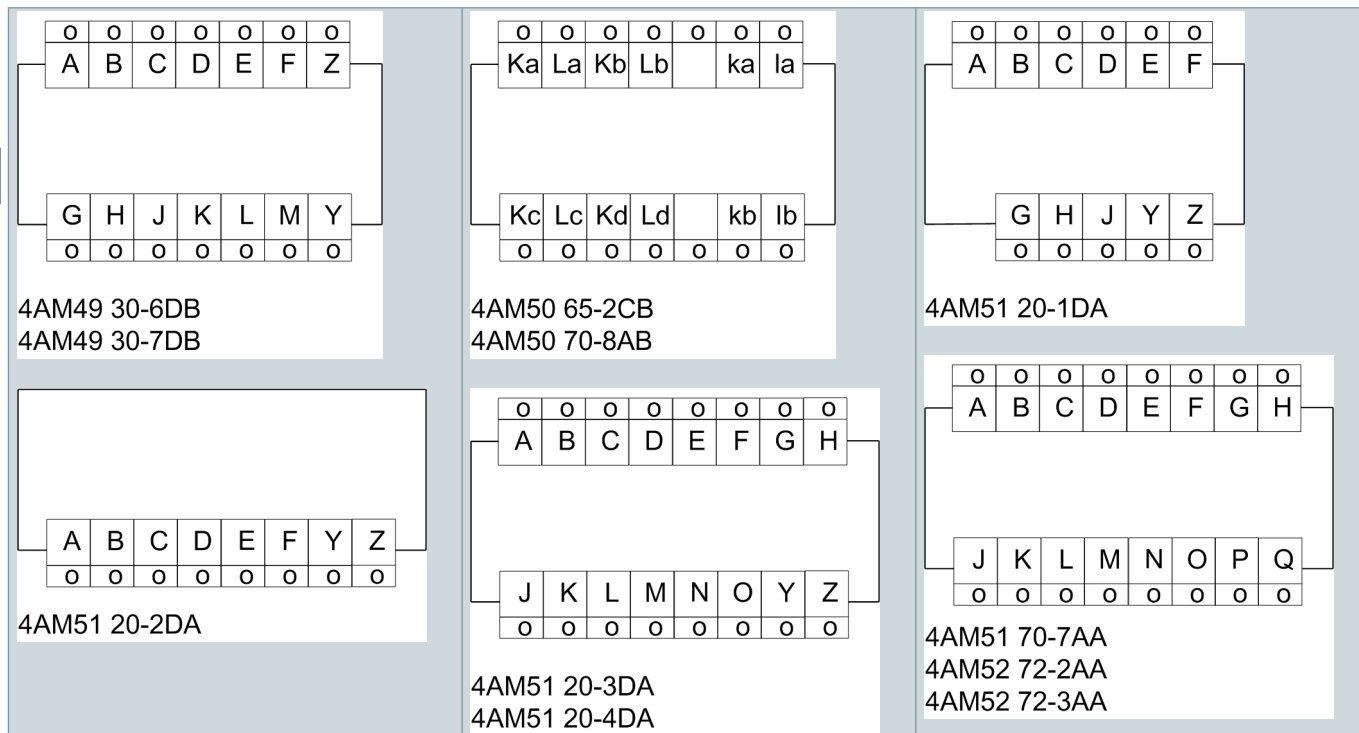 o o o o o o o
A B C D E F Z
G H J K L M Y
o o o o o o o
4AM49 30-6DB
4AM49 30-7DB
o o o o o o o
Ka La Kb Lb ka la
Kc Lc Kd Ld kb lb
o o o o o o o
4AM50 65-2CB
4AM50 70-8AB
o o o o o o
A B C D E F
G H J Y Z
o o o o o
4AM51 20-1DA
A B C D E F Y Z
o o o o o o o o
4AM51 20-2DA
o o o o o o o o
A B C D E F G H
J K L M N O Y Z
o o o o o o o o
4AM51 20-3DA
4AM51 20-4DA
o o o o o o o o
A B C D E F G H
J K L M N O P Q
o o o o o o o o
4AM51 70-7AA
4AM52 72-2AA
4AM52 72-3AA